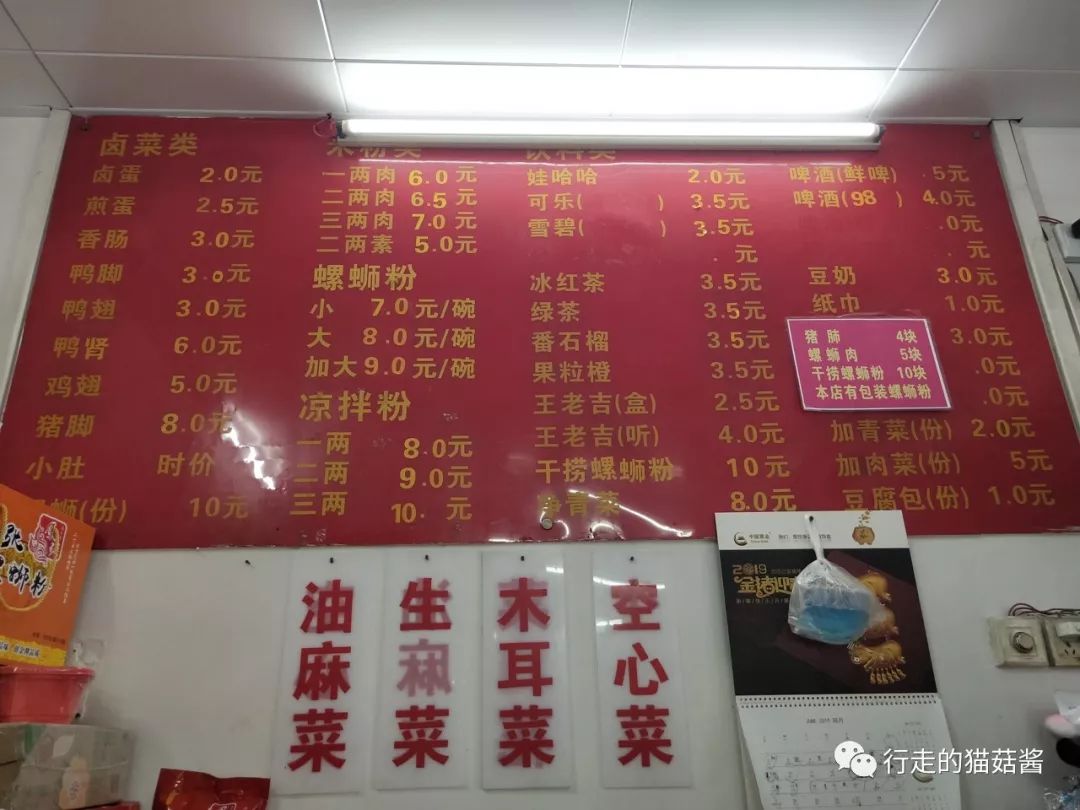 卤菜类
卤蛋 2.0元
煎蛋 2.5元
香肠 3.0元
鸭脚 3.0元
鸭翅 3.0元
鸭肾 6.0元
鸡翅 5.0元
猪脚 8.0元
小肚 时价
蛳(份) 10元
米粉类
一两肉 6.0元
二两肉 6.5元
三两肉 7.0元
二两素 5.0元
螺蛳粉
小 7.0元/碗
大 8.0元/碗
加大 9.0元/碗
凉拌粉
一两 8.0元
二两 9.0元
三两 10.元
饮料类
娃哈哈 2.0元
可乐( ) 3.5元
雪碧( ) 3.5元
.元
冰红茶 3.5元
绿茶 3.5元
番石榴 3.5元
果粒橙 3.5元
王老吉(盒) 2.5元
王老吉(听) 4.0元
干捞螺蛳粉 10元
青菜 8.0元
啤酒(鲜啤) 5元
啤酒(98 ) 4.0元
.0元
.元
豆奶 3.0元
纸巾 1.0元
3.0元
.0元
.0元
加青菜(份) 2.0元
加肉菜(份) 5元
豆腐包(份) 1.0元
猪肺 4块
螺蛳肉 5块
干捞螺蛳粉 10块
本店有包装螺蛳粉
油麻菜
生麻菜
木耳菜
空心菜
2019
金猪迎
行走的猫菇酱